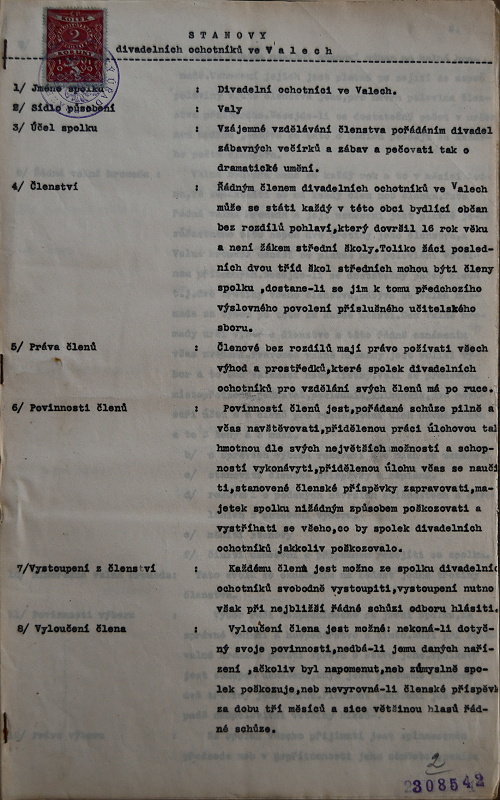 STANOVY
divadelních ochotníků ve Valech
1/ Jméno spolku : Divadelní ochotníci ve Valech.
2/ Sídlo působení : Valy
3/ Účel spolku : Vzájemné vzdělávání členstva pořádáním divadel
zábavných večírků a zábav a pečovati tak o
dramatické umění.
4/ Členství : Řádným členem divadelních ochotníků ve Valech
může se státi každý v této obci bydlící občan
bez rozdílů pohlaví,který dovršil 16 rok věku
a není žákem střední školy.Toliko žáci posled-
ních dvou tříd škol středních mohou býti členy
spolku ,dostane-li se jim k tomu předchozího
výslovného povolení příslušného učitelského
sboru.
5/ Práva členů : Členové bez rozdílů mají právo požívati všech
výhod a prostředků,které spolek divadelních
ochotníků pro vzdělání svých členů má po ruce.
6/ Povinnosti členů : Povinností členů jest,pořádané schůze pilně a
včas navštěvovati,přidělenou práci úlohovou tak
hmotnou dle svých největších možností a schop-
ností vykonávyti,přidělenou úlohu včas se nauči
ti,stanovené členské příspěvky zapravovati,ma-
jetek spolku nižádným způsobem poškozovati a
vystříhati se všeho,co by spolek divadelních
ochotníků jakkoliv poškozovalo.
7/Vystoupení z členství : Každému členu jest možno ze spolku divadelníc
ochotníků svobodně vystoupiti,vystoupení nutno
však při nejbližší řádné schůzi odboru hlásiti.
8/ Vyloučení člena : Vyloučení člena jest možné: nekoná-li dotyč-
ný svoje povinnosti,nedbá-li jemu daných naří-
zení ,ačkoliv byl napomenut,neb zúmyslně spo-
lek poškozuje,neb nevyrovná-li členské příspěvk
za dobu tří měsíců a sice většinou hlasů řád-
né schůze.
2
2308542